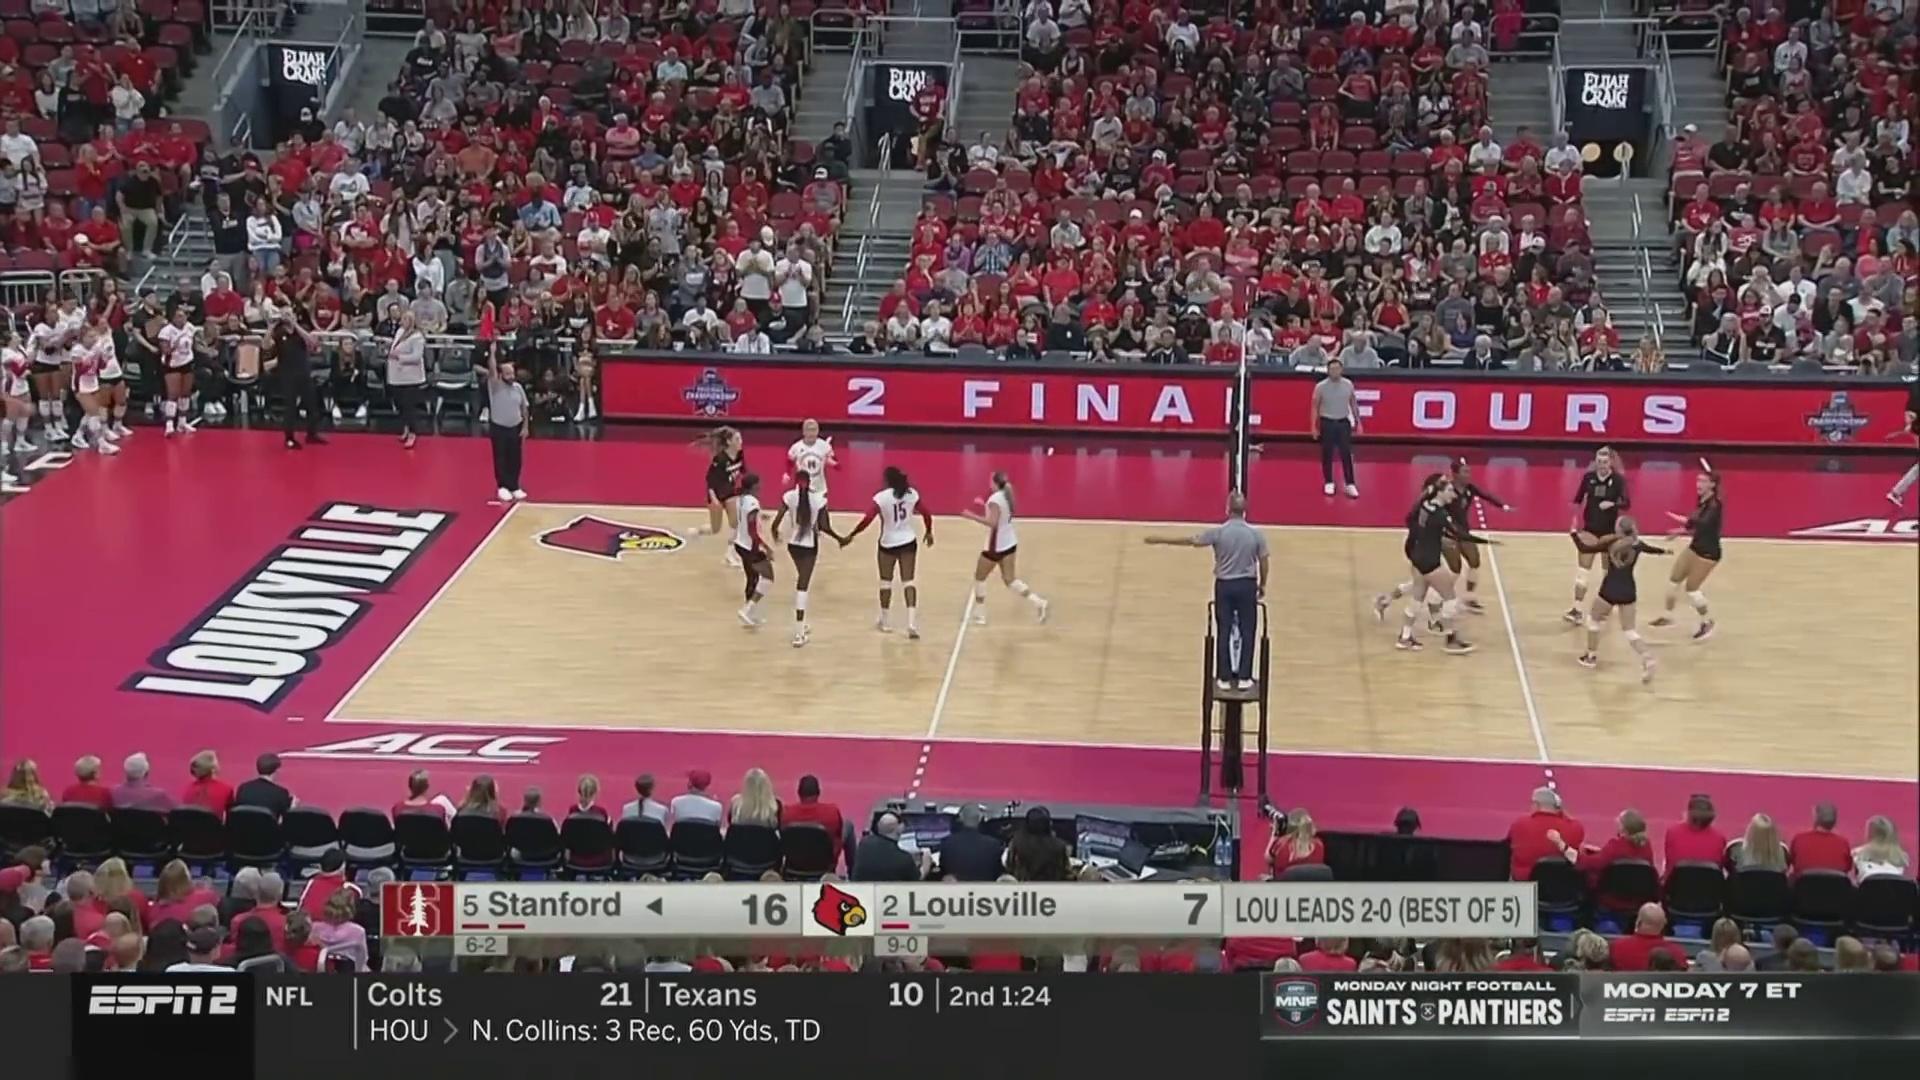 ELIJAH CRAIG
ELIJAH CRAIG
ELIJAH CRAIG
2 FINAL FOURS
15
LOUISVILLE
ACC
5 Stanford 16
6-2
2 Louisville 7
9-0
LOU LEADS 2-0 (BEST OF 5)
ESPN2
NFL
Colts 21 Texans 10 2nd 1:24
HOU > N. Collins: 3 Rec, 60 Yds, TD
MNF
MONDAY NIGHT FOOTBALL
SAINTS PANTHERS
MONDAY 7 ET
ESPN ESPN2